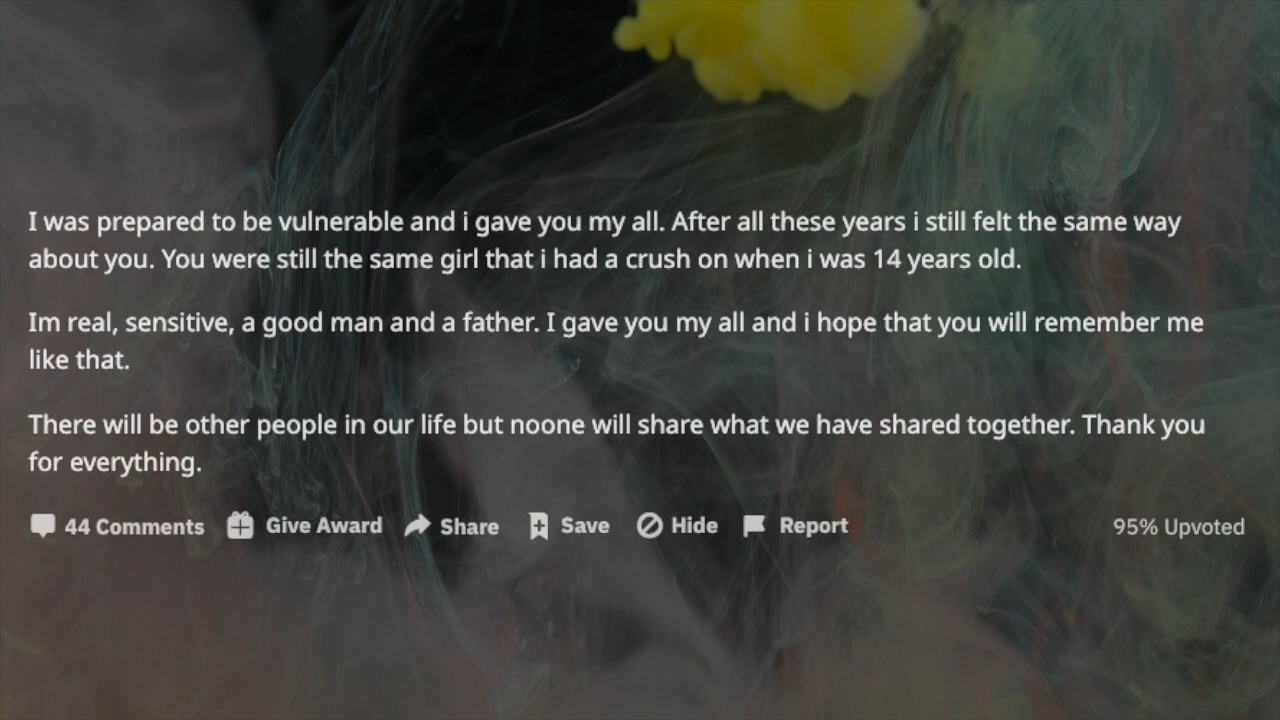 I was prepared to be vulnerable and i gave you my all. After all these years i still felt the same way
about you. You were still the same girl that i had a crush on when i was 14 years old.
Im real, sensitive, a good man and a father. I gave you my all and i hope that you will remember me
like that.
There will be other people in our life but noone will share what we have shared together. Thank you
for everything.
44 Comments Give Award Share Save Hide Report 95% Upvoted